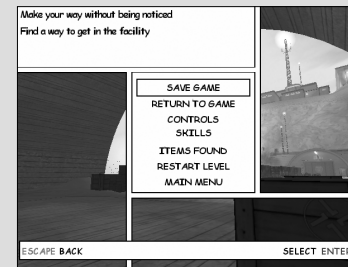 Make your way without being noticed
Find a way to get in the facility
SAVE GAME
RETURN TO GAME
CONTROLS
SKILLS
ITEMS FOUND
RESTART LEVEL
MAIN MENU
ESCAPE BACK
SELECT ENTER